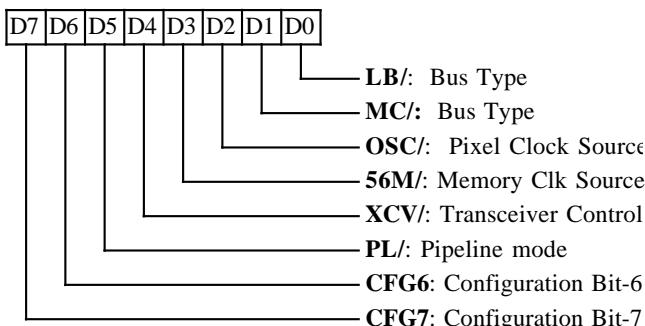 D7 D6 D5 D4 D3 D2 D1 D0
LB/: Bus Type
MC/: Bus Type
OSC/: Pixel Clock Source
56M/: Memory Clk Source
XCV/: Transceiver Control
PL/: Pipeline mode
CFG6: Configuration Bit-6
CFG7: Configuration Bit-7